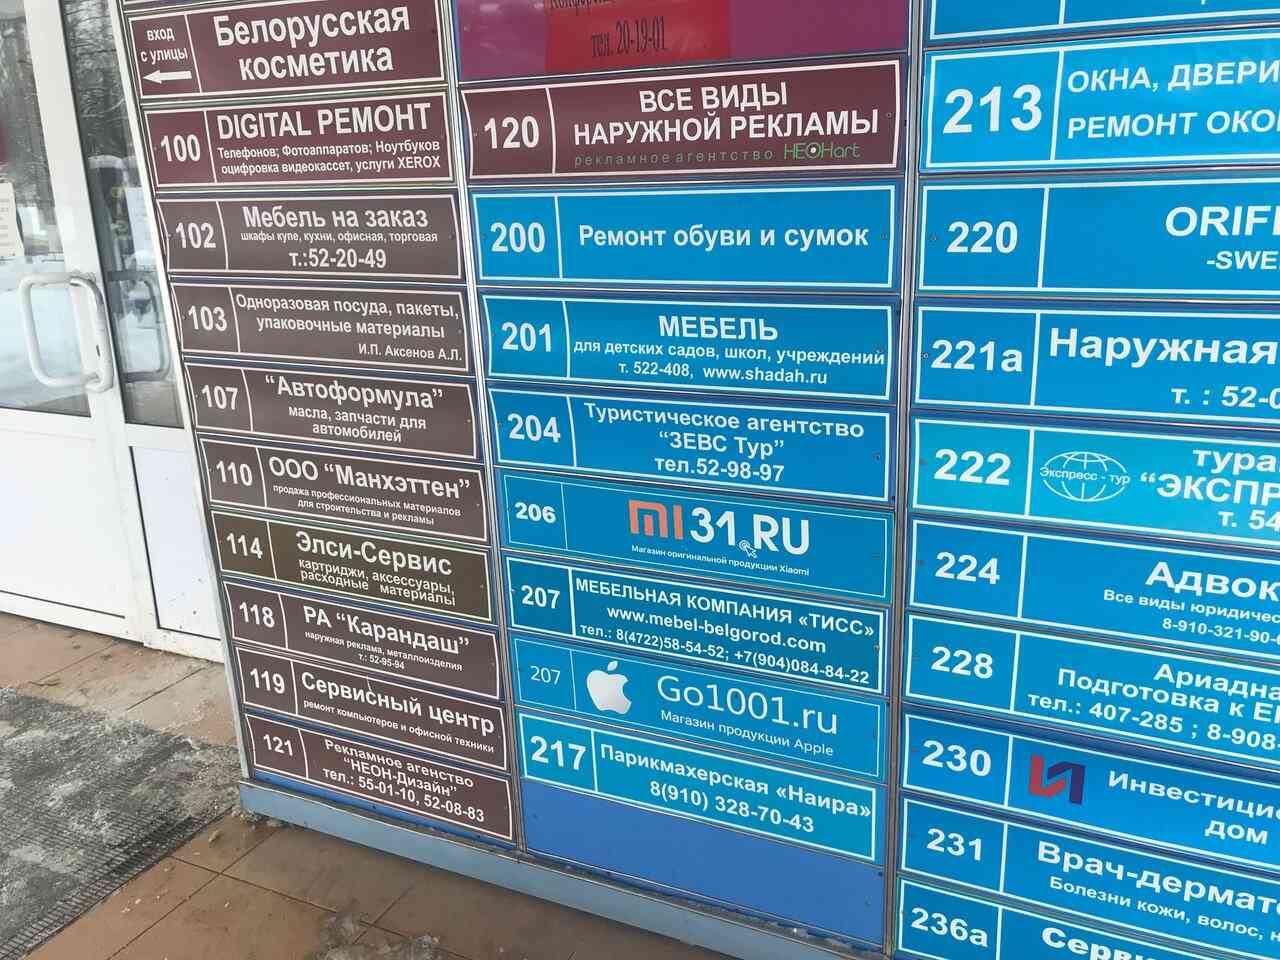 вход
с улицы
Белорусская
косметика
100
DIGITAL РЕМОНТ
Телефонов; Фотоаппаратов; Ноутбуков
оцифровка видеокассет, услуги XEROX
102
Мебель на заказ
шкафы купе, кухни, офисная, торговая
т.:52-20-49
103
Одноразовая посуда, пакеты,
упаковочные материалы
И.П. Аксенов А.Л.
107
"Автоформула"
масла, запчасти для
автомобилей
110
ООО "Манхэттен"
продажа профессиональных материалов
для строительства и рекламы
114
Элси-Сервис
картриджи, аксессуары,
расходные материалы
118
РА "Карандаш"
наружная реклама, металлоизделия
т.: 52-95-94
119
Сервисный центр
ремонт компьютеров и офисной техники
121
Рекламное агенство
"НЕОН-Дизайн"
тел.: 55-01-10, 52-08-83
тел. 20-19-01
120
ВСЕ ВИДЫ
НАРУЖНОЙ РЕКЛАМЫ
рекламное агентство НЕОНart
200
Ремонт обуви и сумок
201
МЕБЕЛЬ
для детских садов, школ, учреждений
т. 522-408, www.shadah.ru
204
Туристическое агентство
"ЗЕВС Тур"
тел.52-98-97
206
MI31.RU
Магазин оригинальной продукции Xiaomi
207
МЕБЕЛЬНАЯ КОМПАНИЯ «ТИСС»
www.mebel-belgorod.com
тел.: 8(4722)58-54-52; +7(904)084-84-22
207
Go1001.ru
Магазин продукции Apple
217
Парикмахерская «Наира»
8(910) 328-70-43
213
ОКНА, ДВЕРИ
РЕМОНТ ОКО
220
ORIF
-SWE
221а
Наружная
т. : 52-0
222
Экспресс - тур
тура
"ЭКСПР
т. 54
224
Адвок
Все виды юридичес
8-910-321-90-
228
Ариадна
Подготовка к Е
тел.: 407-285 ; 8-908
230
Инвестицио
дом
231
Врач-дермат
Болезни кожи, волос, н
236а
Серв